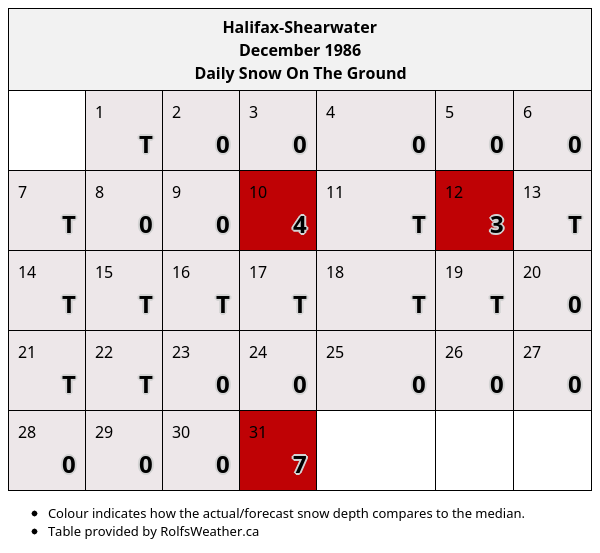 Halifax-Shearwater
December 1986
Daily Snow On The Ground
1 2 3 4 5 6
T 0 0 0 0 0
7 8 9 10 11 12 13
T 0 0 4 T 3 T
14 15 16 17 18 19 20
T T T T T T 0
21 22 23 24 25 26 27
T T 0 0 0 0 0
28 29 30 31
0 0 0 7
• Colour indicates how the actual/forecast snow depth compares to the median.
• Table provided by RolfsWeather.ca